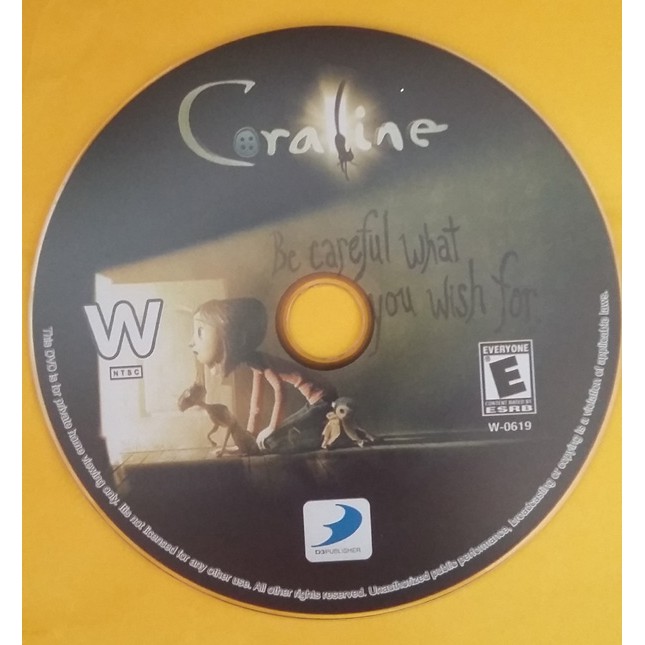 Coraline
Be careful what
you wish for
W
NTSC
EVERYONE
E
CONTENT RATED BY
ESRB
W-0619
D3PUBLISHER
This DVD is for private home viewing only. It's not licensed for any other use. All other rights reserved. Unauthorized public performance, broadcasting or copying is a violation of applicable laws.